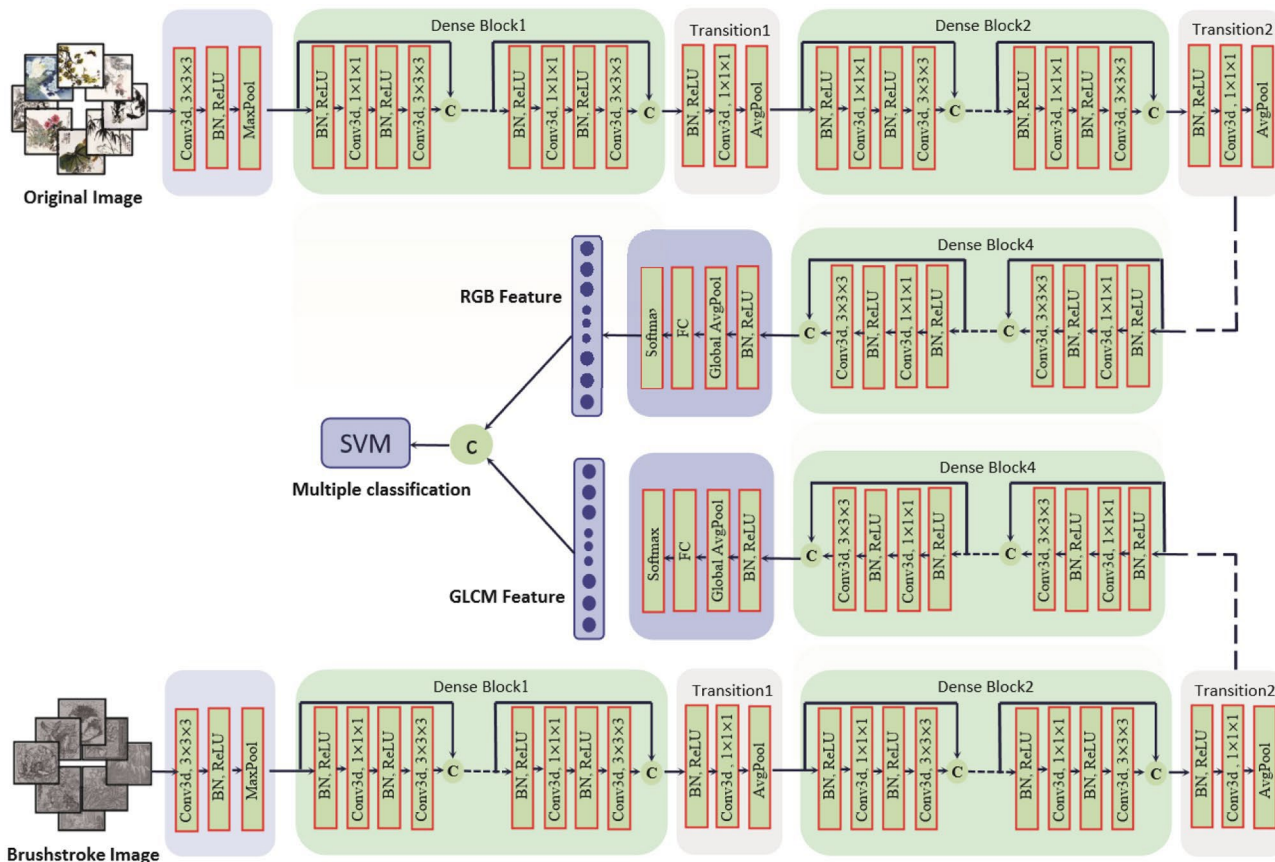 Dense Block1
Transition1
Dense Block2
Transition2
Conv3d, 3×3×3
BN, ReLU
MaxPool
BN, ReLU
Conv3d, 1×1×1
BN, ReLU
Conv3d, 3×3×3
C
BN, ReLU
Conv3d, 1×1×1
BN, ReLU
Conv3d, 3×3×3
C
BN, ReLU
Conv3d, 1×1×1
AvgPool
BN, ReLU
Conv3d, 1×1×1
BN, ReLU
Conv3d, 3×3×3
C
BN, ReLU
Conv3d, 1×1×1
BN, ReLU
Conv3d, 3×3×3
C
BN, ReLU
Conv3d, 1×1×1
AvgPool
Original Image
Dense Block4
RGB Feature
Softmax
FC
Global AvgPool
BN, ReLU
C
Conv3d, 3×3×3
BN, ReLU
Conv3d, 1×1×1
BN, ReLU
C
Conv3d, 3×3×3
BN, ReLU
Conv3d, 1×1×1
BN, ReLU
SVM
C
Multiple classification
Dense Block4
GLCM Feature
Softmax
FC
Global AvgPool
BN, ReLU
C
Conv3d, 3×3×3
BN, ReLU
Conv3d, 1×1×1
BN, ReLU
C
Conv3d, 3×3×3
BN, ReLU
Conv3d, 1×1×1
BN, ReLU
Dense Block1
Transition1
Dense Block2
Transition2
Conv3d, 3×3×3
BN, ReLU
MaxPool
BN, ReLU
Conv3d, 1×1×1
BN, ReLU
Conv3d, 3×3×3
C
BN, ReLU
Conv3d, 1×1×1
BN, ReLU
Conv3d, 3×3×3
C
BN, ReLU
Conv3d , 1×1×1
AvgPool
BN, ReLU
Conv3d, 1×1×1
BN, ReLU
Conv3d, 3×3×3
C
BN, ReLU
Conv3d, 1×1×1
BN, ReLU
Conv3d, 3×3×3
C
BN, ReLU
Conv3d, 1×1×1
AvgPool
Brushstroke Image